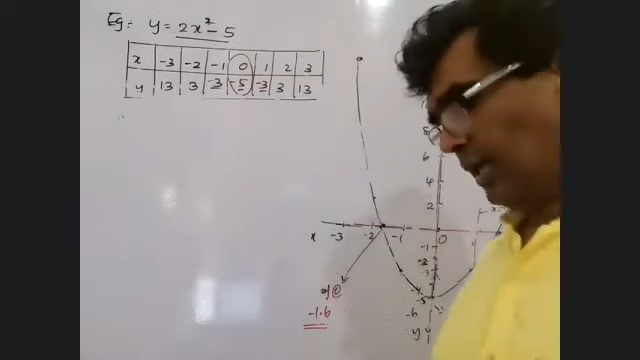 Eg:- y = 2x² - 5
x -3 -2 -1 0 1 2 3
y 13 3 -3 -5 -3 3 13
8
6
4
2
x -3 -2 -1 0
-1
-2
-3
-5
-6
-y
-1.6